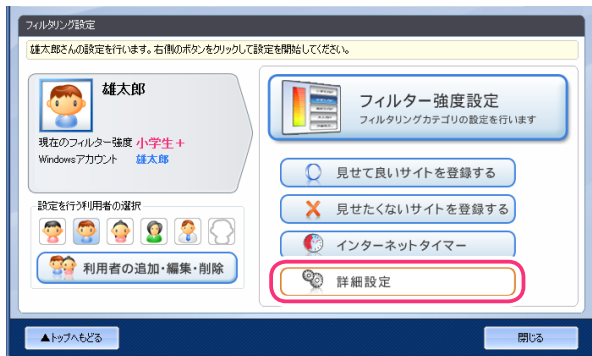 フィルタリング設定
雄太郎さんの設定を行います。右側のボタンをクリックして設定を開始してください。
雄太郎
現在のフィルター強度 小学生+
Windowsアカウント 雄太郎
設定を行う利用者の選択
利用者の追加・編集・削除
フィルター強度設定
フィルタリングカテゴリの設定を行います
見せて良いサイトを登録する
見せたくないサイトを登録する
インターネットタイマー
詳細設定
▲トップへもどる
閉じる